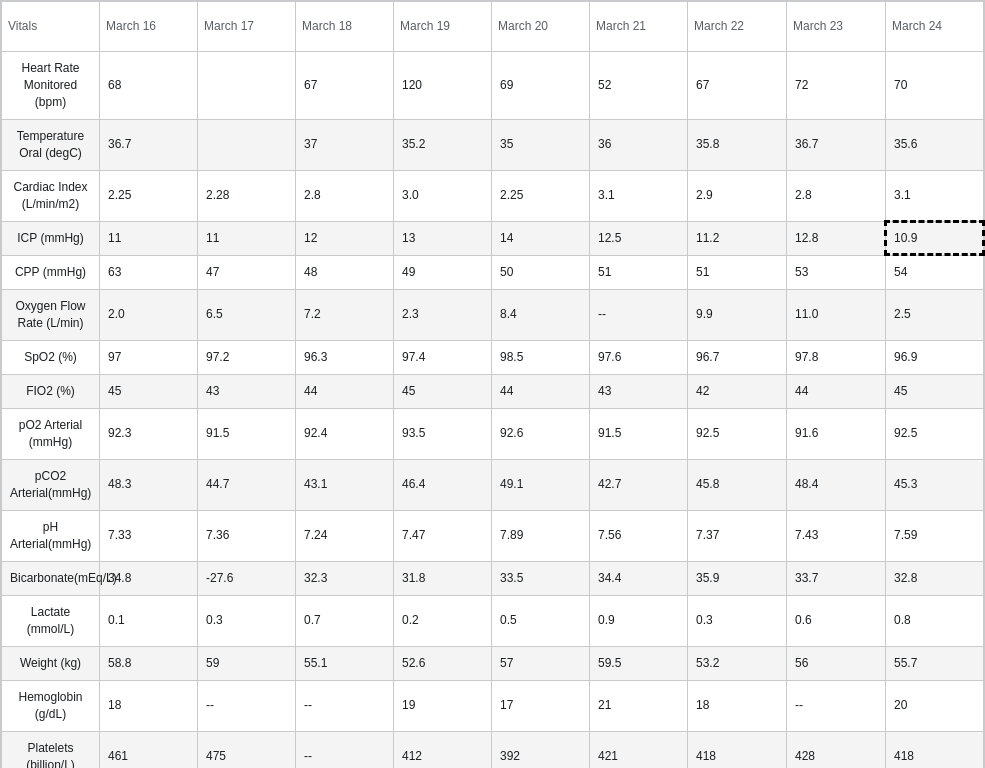 Vitals March 16 March 17 March 18 March 19 March 20 March 21 March 22 March 23 March 24
Heart Rate
Monitored
(bpm)
68 67 120 69 52 67 72 70
Temperature
Oral (degC)
36.7 37 35.2 35 36 35.8 36.7 35.6
Cardiac Index
(L/min/m2)
2.25 2.28 2.8 3.0 2.25 3.1 2.9 2.8 3.1
ICP (mmHg) 11 11 12 13 14 12.5 11.2 12.8 10.9
CPP (mmHg) 63 47 48 49 50 51 51 53 54
Oxygen Flow
Rate (L/min)
2.0 6.5 7.2 2.3 8.4 -- 9.9 11.0 2.5
SpO2 (%) 97 97.2 96.3 97.4 98.5 97.6 96.7 97.8 96.9
FIO2 (%) 45 43 44 45 44 43 42 44 45
pO2 Arterial
(mmHg)
92.3 91.5 92.4 93.5 92.6 91.5 92.5 91.6 92.5
pCO2
Arterial(mmHg)
48.3 44.7 43.1 46.4 49.1 42.7 45.8 48.4 45.3
pH
Arterial(mmHg)
7.33 7.36 7.24 7.47 7.89 7.56 7.37 7.43 7.59
Bicarbonate(mEq/L) 34.8 -27.6 32.3 31.8 33.5 34.4 35.9 33.7 32.8
Lactate
(mmol/L)
0.1 0.3 0.7 0.2 0.5 0.9 0.3 0.6 0.8
Weight (kg) 58.8 59 55.1 52.6 57 59.5 53.2 56 55.7
Hemoglobin
(g/dL)
18 -- -- 19 17 21 18 -- 20
Platelets
(billion/L)
461 475 -- 412 392 421 418 428 418